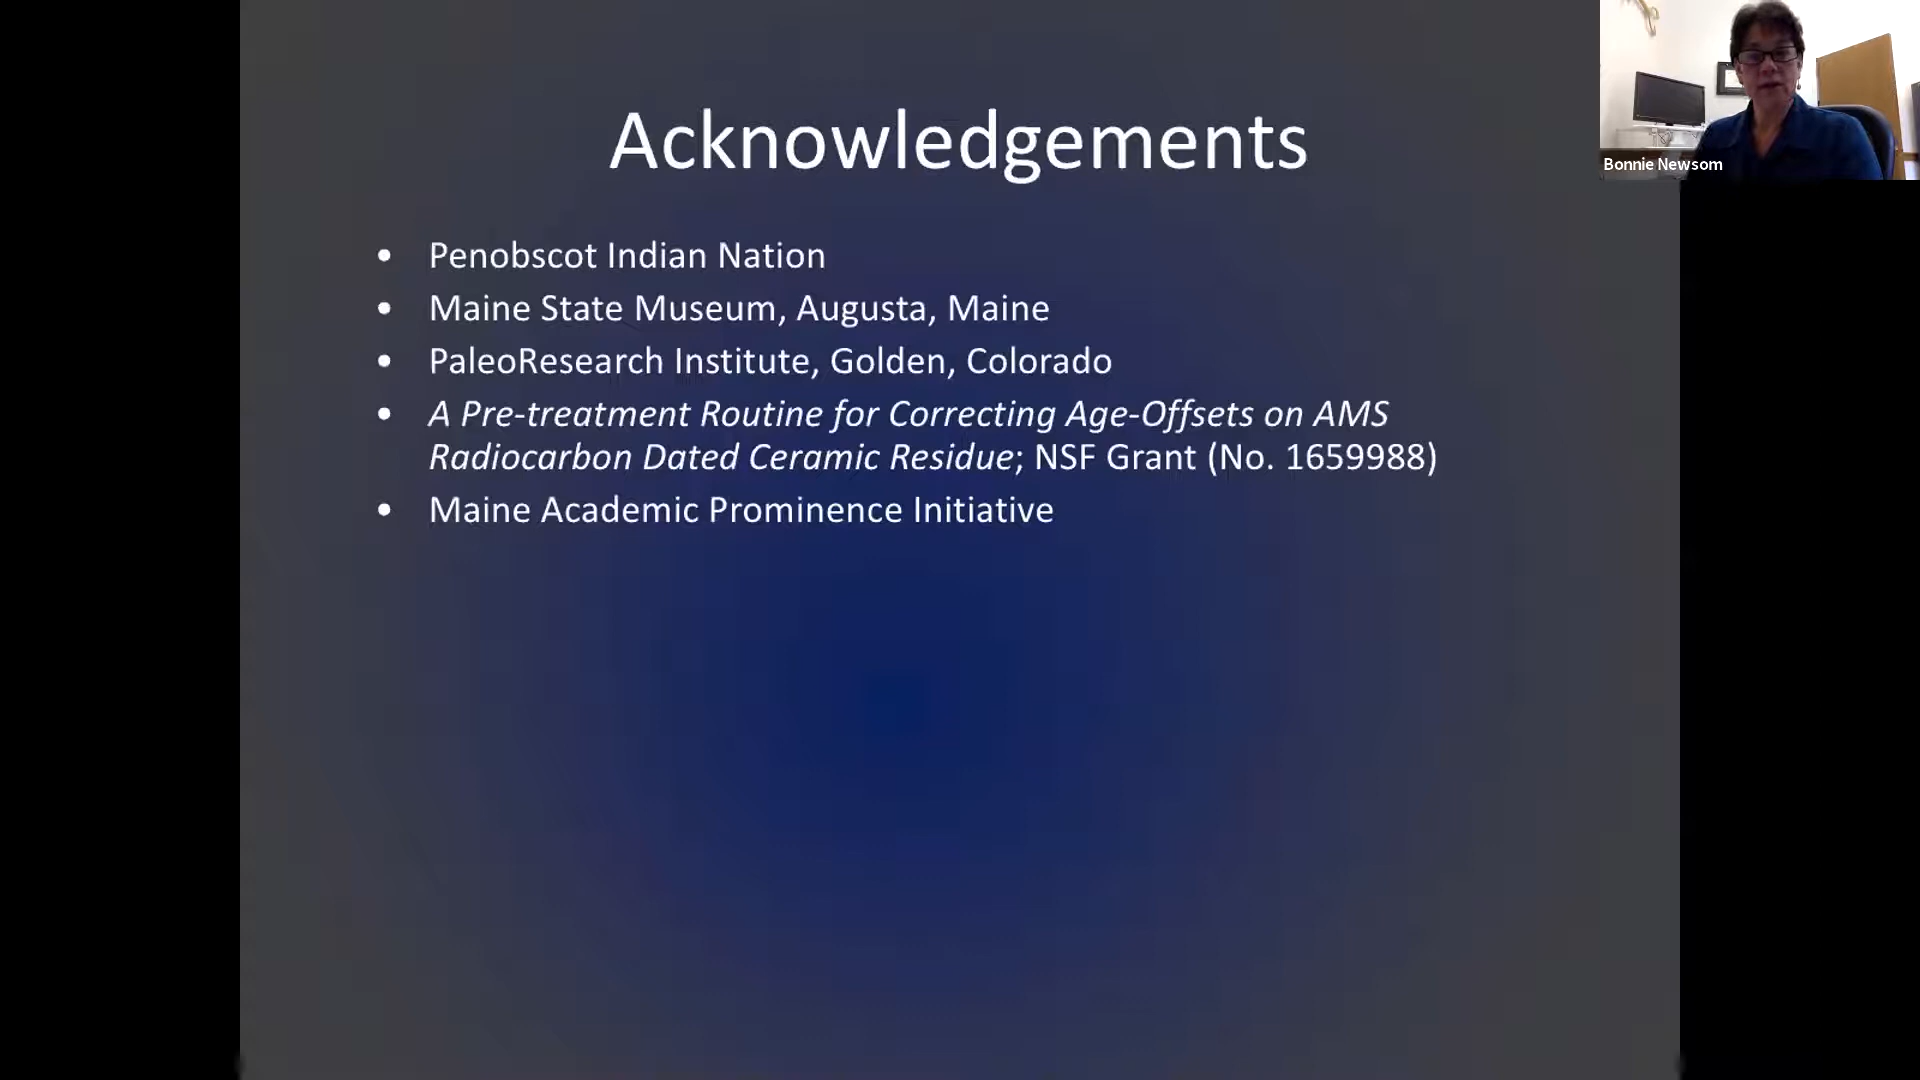 Acknowledgements
• Penobscot Indian Nation
• Maine State Museum, Augusta, Maine
• PaleoResearch Institute, Golden, Colorado
• A Pre-treatment Routine for Correcting Age-Offsets on AMS
Radiocarbon Dated Ceramic Residue; NSF Grant (No. 1659988)
• Maine Academic Prominence Initiative
Bonnie Newsom